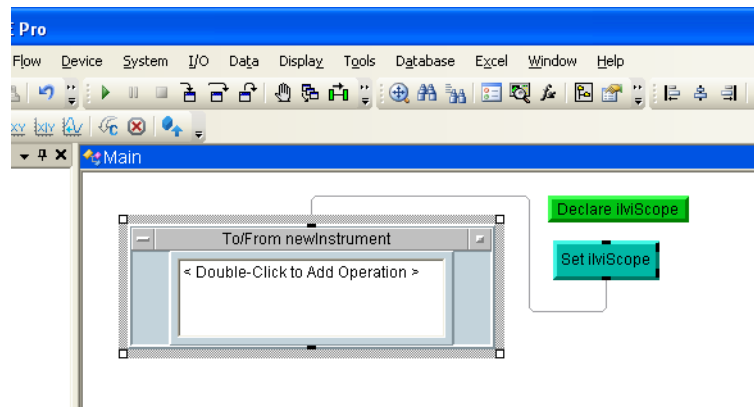 E Pro
Flow Device System I/O Data Display Tools Database Excel Window Help
Main
To/From newInstrument
< Double-Click to Add Operation >
Declare ilviScope
Set ilviScope